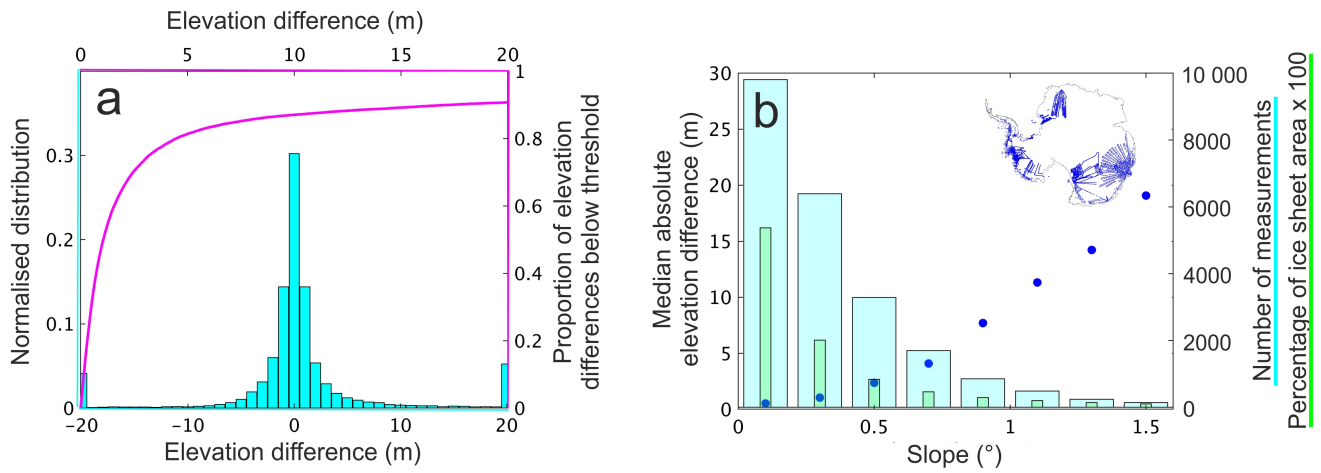 Elevation difference (m)
0 5 10 15 20
a
0.3
0.2
0.1
0
Normalised distribution
1
0.8
0.6
0.4
0.2
0
Proportion of elevation
differences below threshold
−20 −10 0 10 20
Elevation difference (m)
b
30
25
20
15
10
5
0
Median absolute
elevation difference (m)
10 000
8000
6000
4000
2000
0
Number of measurements
Percentage of ice sheet area x 100
0 0.5 1 1.5
Slope (°)